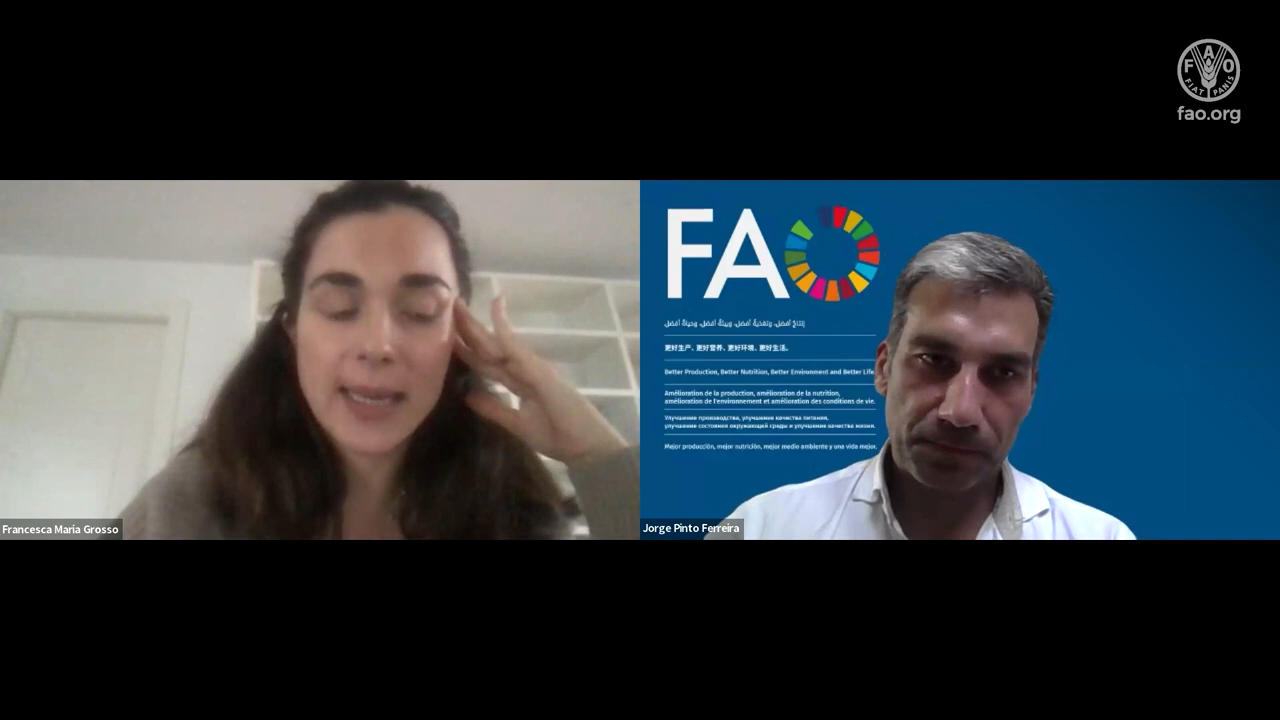 FAO
FIAT PANIS
fao.org
FAO
إنتاج أفضل، وتغذية أفضل، وبيئة أفضل، وحياة أفضل.
更好生产、更好营养、更好环境、更好生活。
Better Production, Better Nutrition, Better Environment and Better Life.
Amélioration de la production, amélioration de la nutrition,
amélioration de l'environnement et amélioration des conditions de vie.
Улучшение производства, улучшение качества питания,
улучшение состояния окружающей среды и улучшение качества жизни.
Mejor producción, mejor nutrición, mejor medio ambiente y una vida mejor.
Francesca Maria Grosso
Jorge Pinto Ferreira